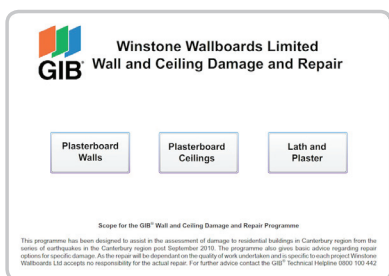 GIB®
Winstone Wallboards Limited
Wall and Ceiling Damage and Repair
Plasterboard
Walls
Plasterboard
Ceilings
Lath and
Plaster
Scope for the GIB® Wall and Ceiling Damage and Repair Programme
This programme has been designed to assist in the assessment of damage to residential buildings in Canterbury region from the
series of earthquakes in the Canterbury region post September 2010. The programme also gives basic advice regarding repair
options for specific damage. As the repair will be dependant on the quality of work undertaken and is specific to each project Winstone
Wallboards Ltd accepts no responsibility for the actual repair. For further advice contact the GIB® Technical Helpline 0800 100 442